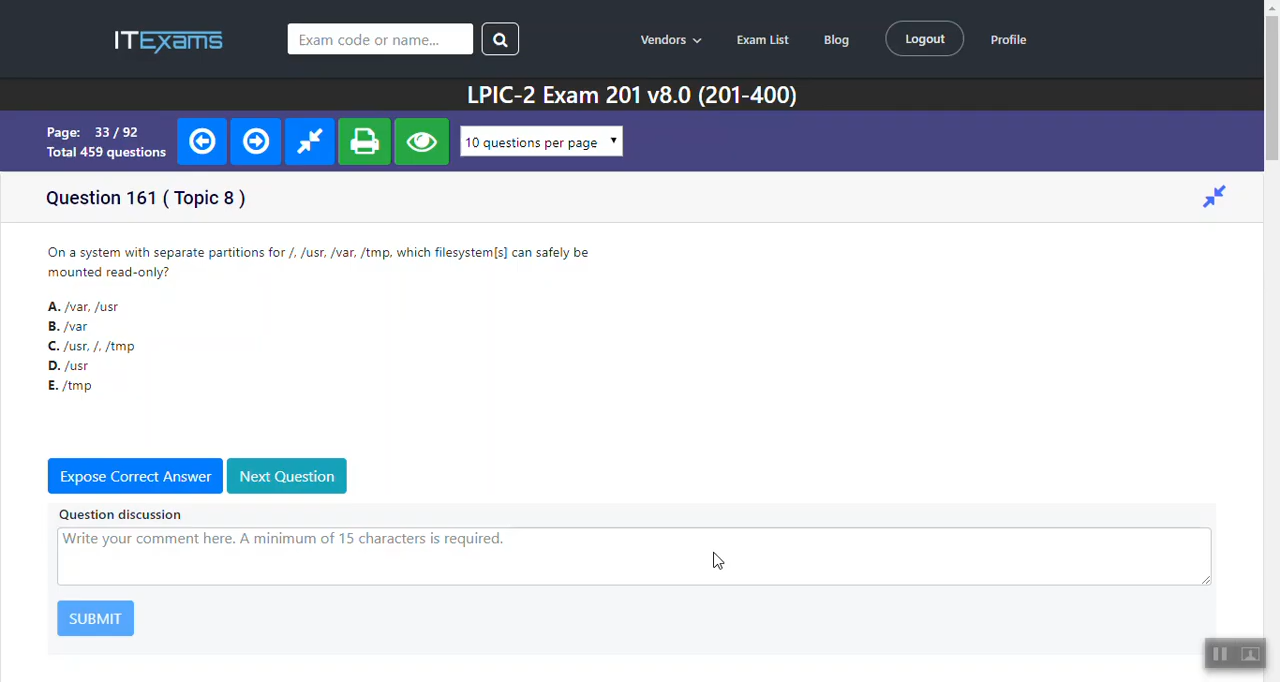 ITExams
Exam code or name...
Vendors
Exam List
Blog
Logout
Profile
LPIC-2 Exam 201 v8.0 (201-400)
Page: 33 / 92
Total 459 questions
10 questions per page
Question 161 ( Topic 8 )
On a system with separate partitions for /, /usr, /var, /tmp, which filesystem[s] can safely be
mounted read-only?
A. /var, /usr
B. /var
C. /usr, /, /tmp
D. /usr
E. /tmp
Expose Correct Answer
Next Question
Question discussion
Write your comment here. A minimum of 15 characters is required.
SUBMIT